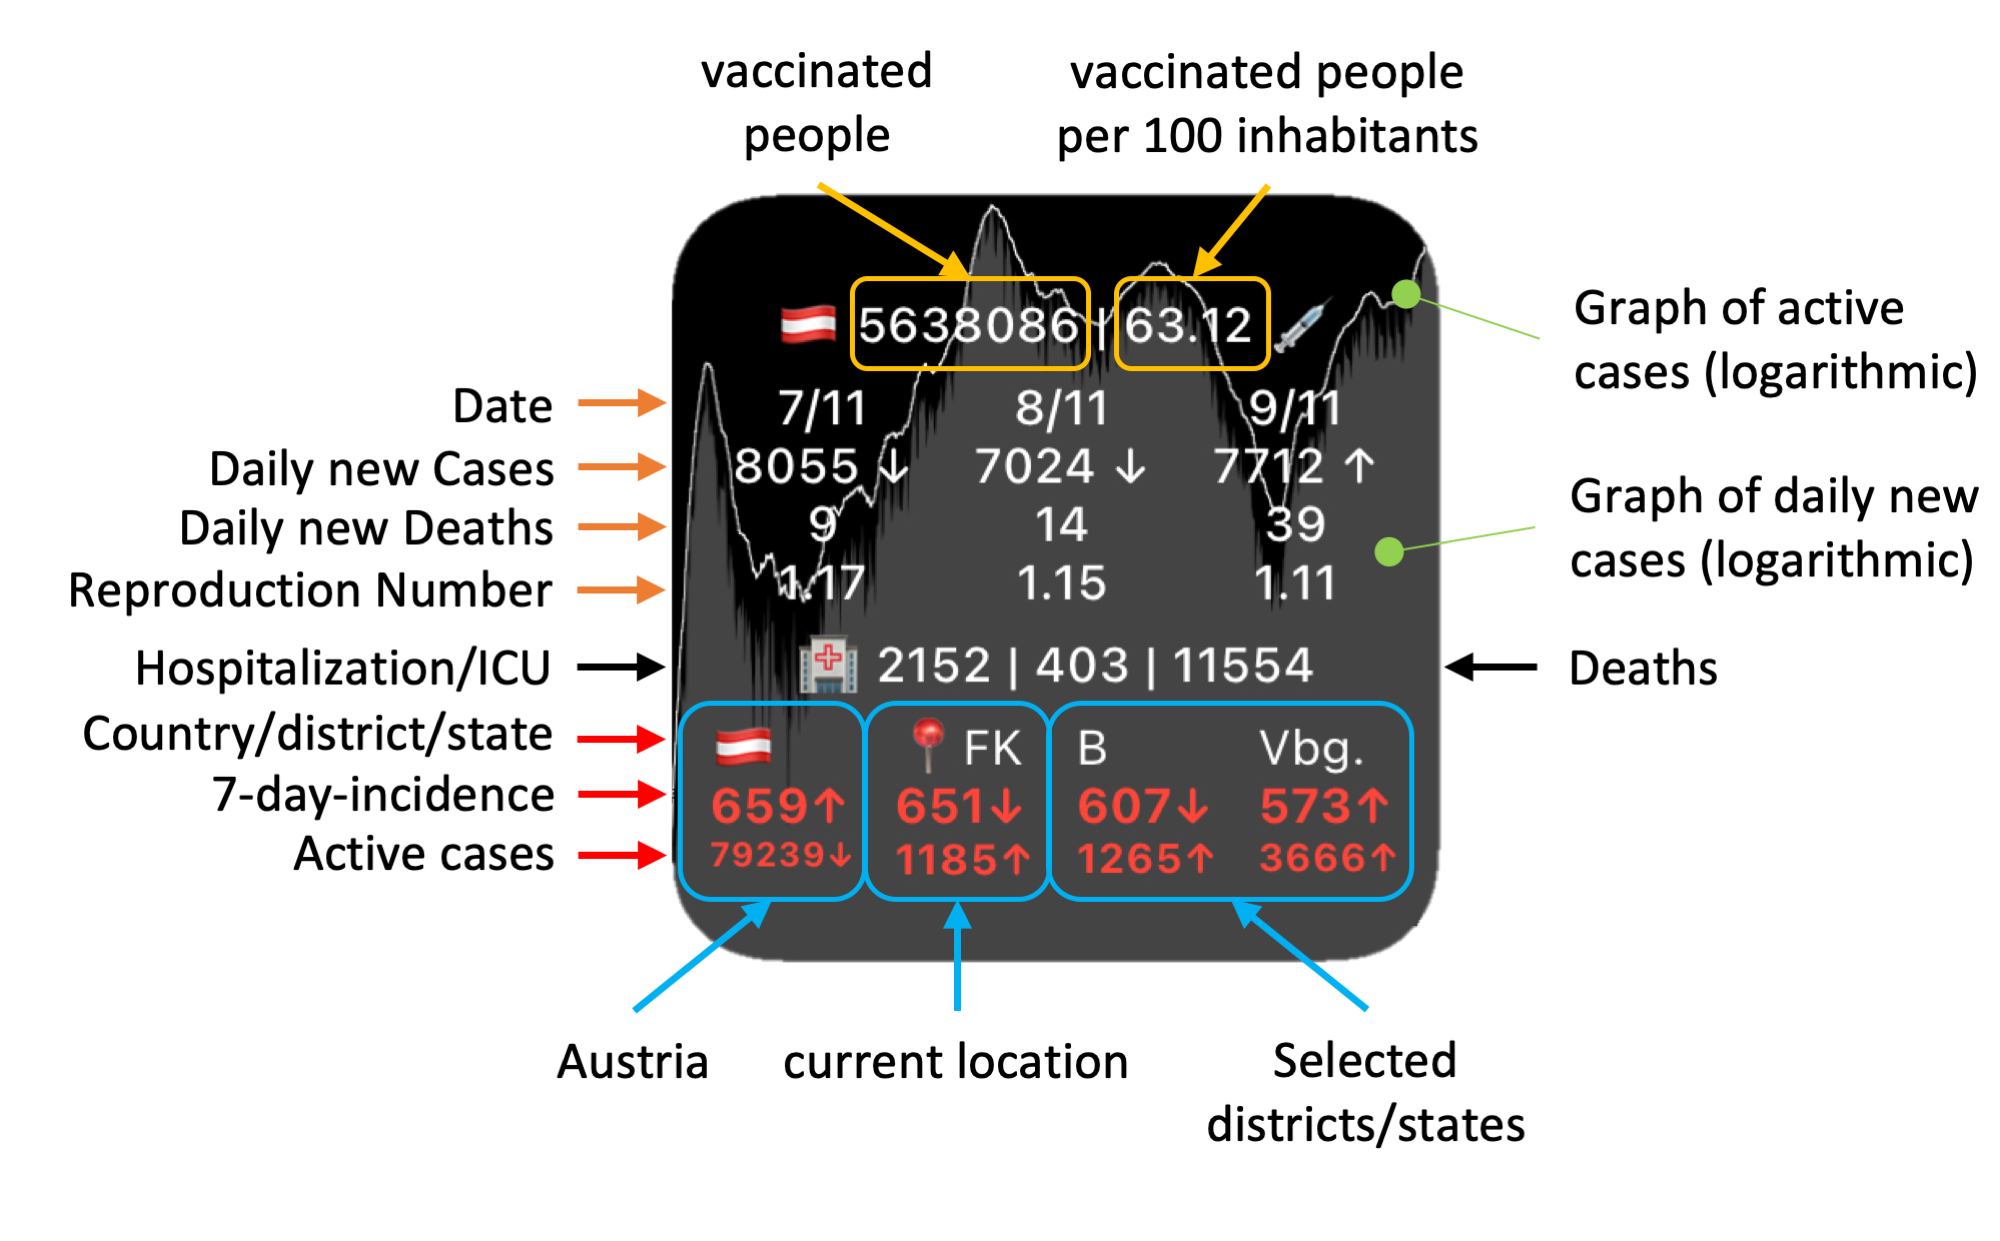 vaccinated
people
vaccinated people
per 100 inhabitants
5638086 | 63.12
Graph of active
cases (logarithmic)
Date
7/11 8/11 9/11
Daily new Cases
8055 ↓ 7024 ↓ 7712 ↑
Graph of daily new
cases (logarithmic)
Daily new Deaths
9 14 39
Reproduction Number
1.17 1.15 1.11
Hospitalization/ICU
2152 | 403 | 11554
Deaths
Country/district/state
FK B Vbg.
7-day-incidence
659↑ 651↓ 607↓ 573↑
Active cases
79239↓ 1185↑ 1265↑ 3666↑
Austria
current location
Selected
districts/states